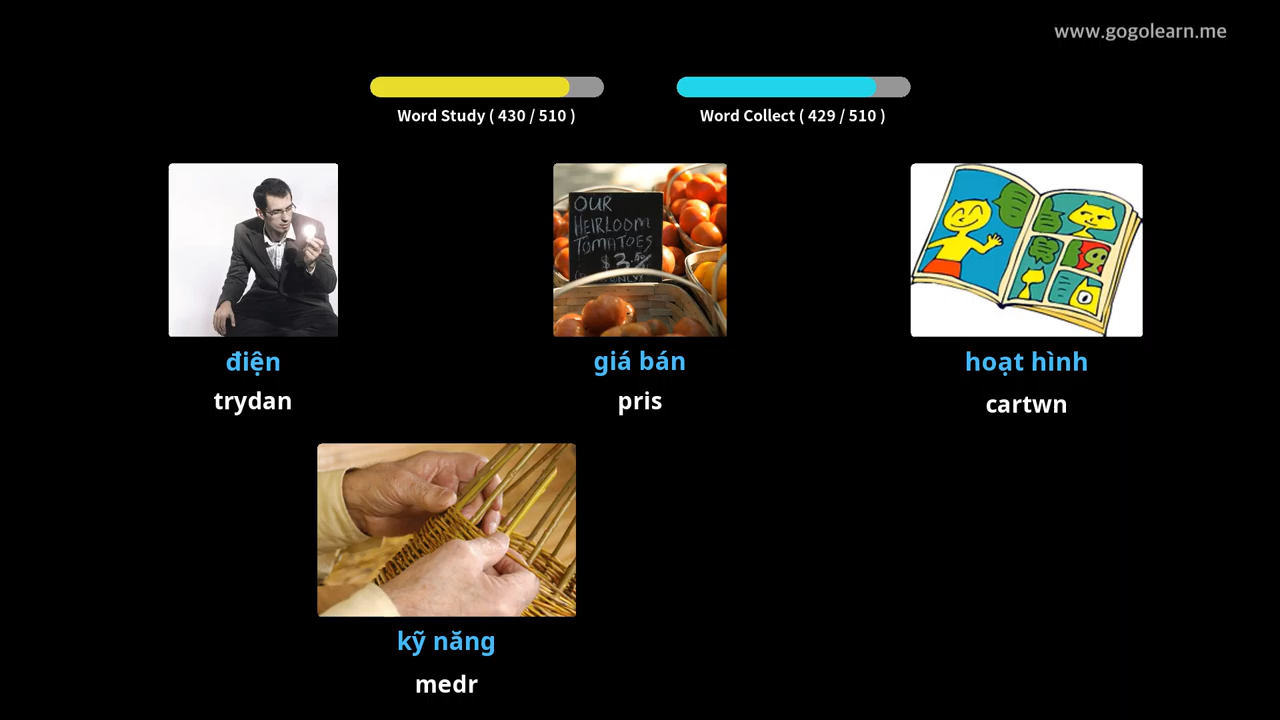 www.gogolearn.me
Word Study ( 430 / 510 )
Word Collect ( 429 / 510 )
OUR
HEIRLOOM
TOMATOES
điện
trydan
giá bán
pris
hoạt hình
cartwn
kỹ năng
medr